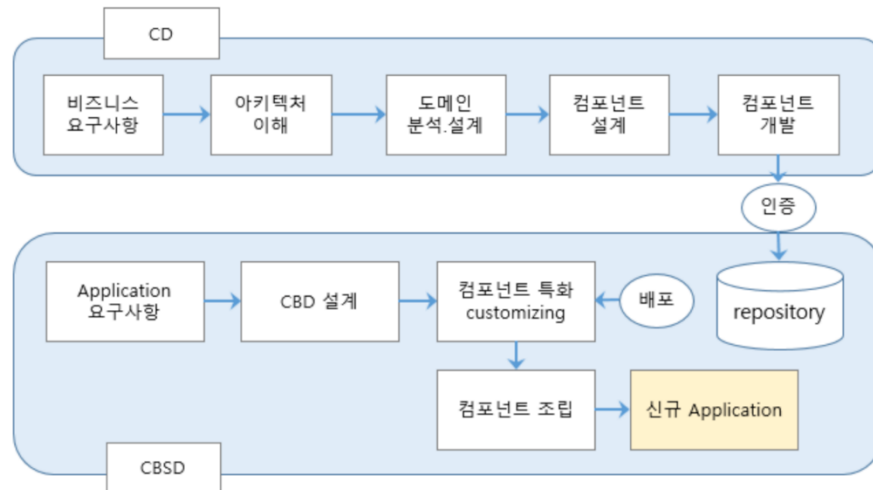 CD
비즈니스
요구사항
아키텍처
이해
도메인
분석.설계
컴포넌트
설계
컴포넌트
개발
인증
Application
요구사항
CBD 설계
컴포넌트 특화
customizing
배포
repository
컴포넌트 조립
신규 Application
CBSD